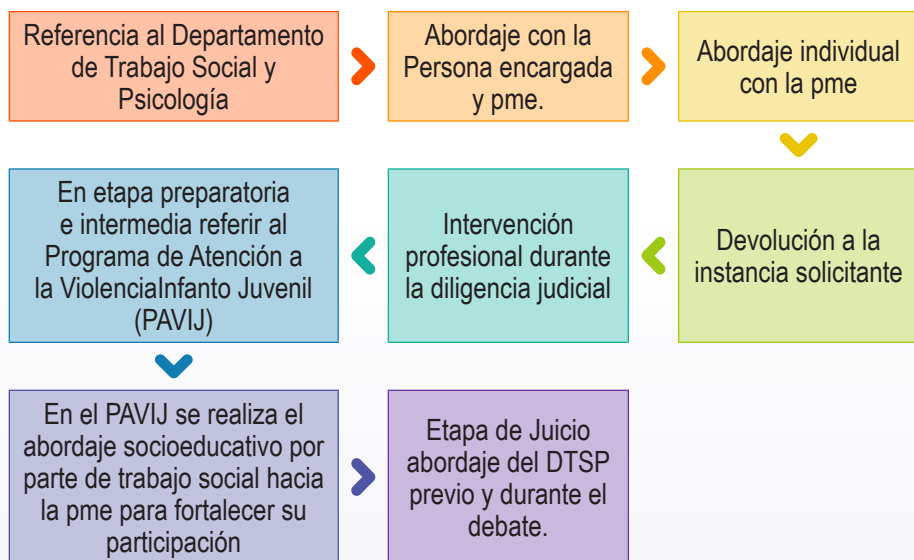 Referencia al Departamento
de Trabajo Social y
Psicología
Abordaje con la
Persona encargada
y pme.
Abordaje individual
con la pme
Devolución a la
instancia solicitante
Intervención
profesional durante
la diligencia judicial
En etapa preparatoria
e intermedia referir al
Programa de Atención a
la ViolenciaInfanto Juvenil
(PAVIJ)
En el PAVIJ se realiza el
abordaje socioeducativo por
parte de trabajo social hacia
la pme para fortalecer su
participación
Etapa de Juicio
abordaje del DTSP
previo y durante el
debate.